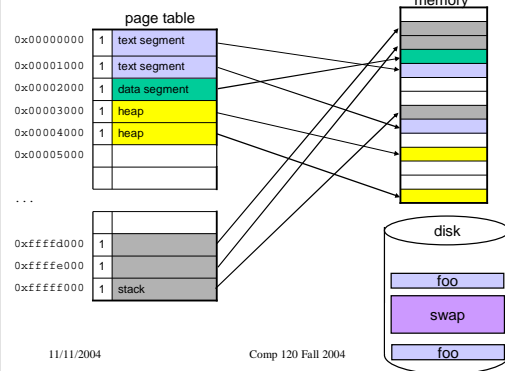 memory
page table
0x00000000 1 text segment
0x00001000 1 text segment
0x00002000 1 data segment
0x00003000 1 heap
0x00004000 1 heap
0x00005000
...
0xffffd000 1
0xffffe000 1
0xfffff000 1 stack
disk
foo
swap
foo
11/11/2004 Comp 120 Fall 2004